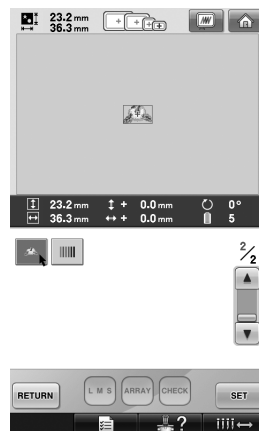 23.2 mm
36.3 mm
23.2 mm + 0.0 mm 0°
36.3 mm + 0.0 mm 5
2/2
RETURN L M S ARRAY CHECK SET
?